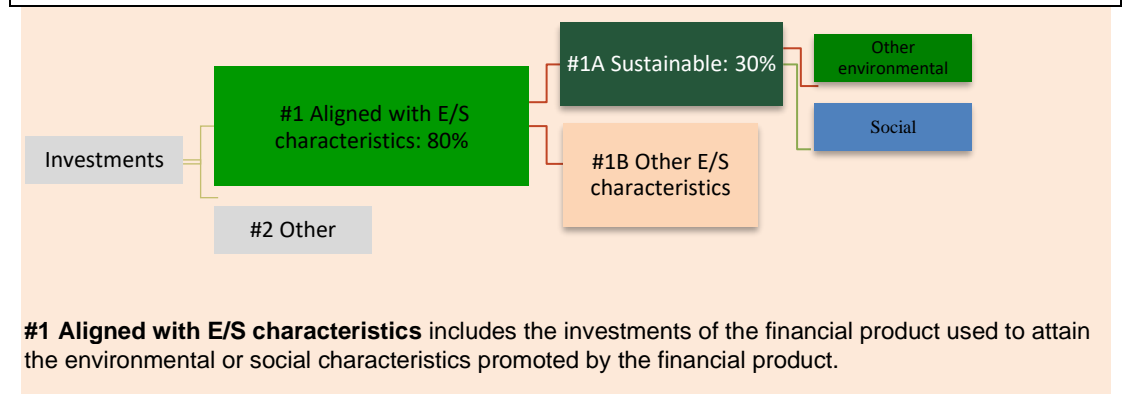 Investments
#1 Aligned with E/S
characteristics: 80%
#2 Other
#1A Sustainable: 30%
#1B Other E/S
characteristics
Other
environmental
Social
#1 Aligned with E/S characteristics includes the investments of the financial product used to attain
the environmental or social characteristics promoted by the financial product.